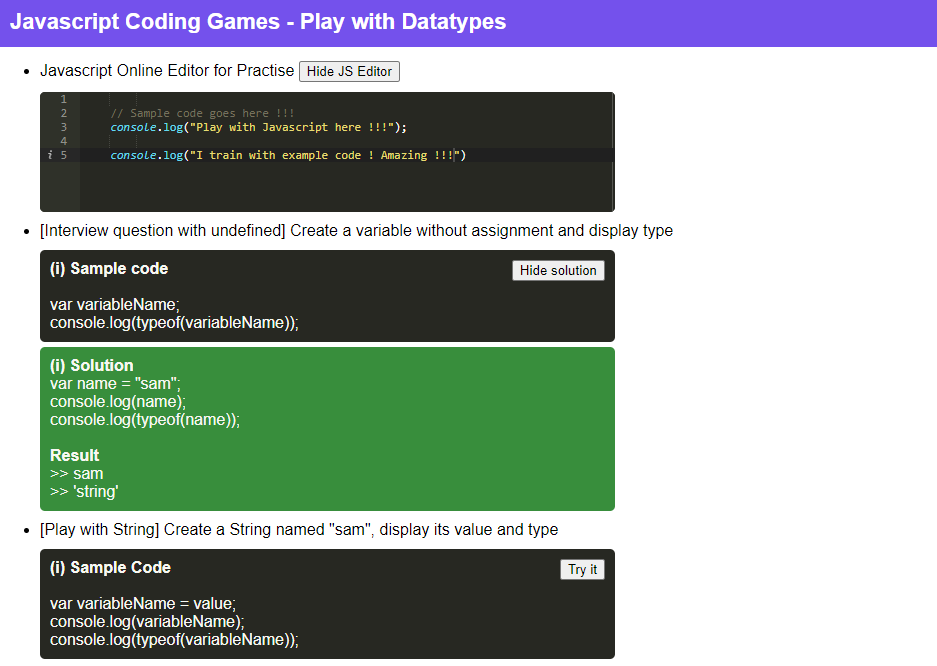 Javascript Coding Games - Play with Datatypes
Javascript Online Editor for Practise Hide JS Editor
1
2 // Sample code goes here !!!
3 console.log("Play with Javascript here !!!");
4
i 5 console.log("I train with example code ! Amazing !!!")
[Interview question with undefined] Create a variable without assignment and display type
(i) Sample code Hide solution
var variableName;
console.log(typeof(variableName));
(i) Solution
var name = "sam";
console.log(name);
console.log(typeof(name));
Result
>> sam
>> 'string'
[Play with String] Create a String named "sam", display its value and type
(i) Sample Code Try it
var variableName = value;
console.log(variableName);
console.log(typeof(variableName));